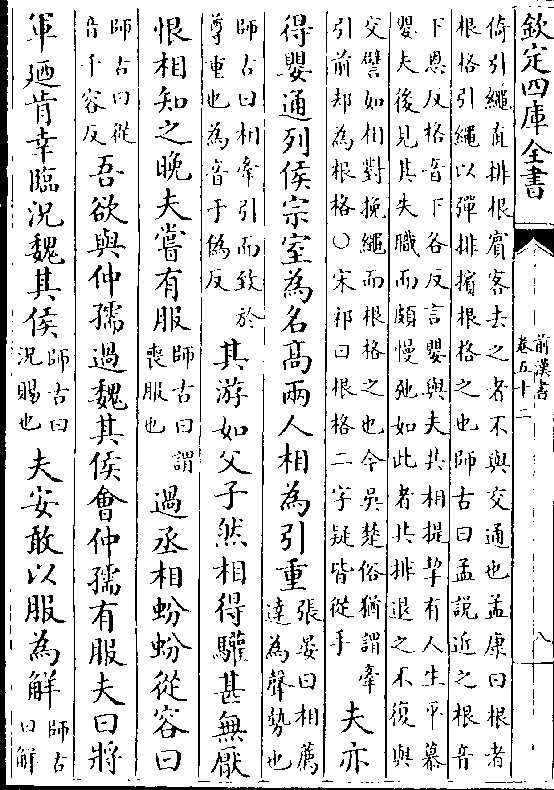 欽定四庫全書
前漢書
卷五十二
八
倚引繩直排根賓客去之者不與交通也孟康曰根者
根格引繩以彈排擯根格之也師古曰孟說近之根音
下恩反格音下各反言嬰與夫共相提挈有人生平慕
嬰夫後見其失職而頗慢弛如此者共排退之不復與
交譬如相對挽繩而根格之也今吳楚俗猶謂牽
引前却為根格○宋祁曰根格二字疑皆從手
夫亦
得嬰通列侯宗室為名髙兩人相為引重
張晏曰相薦
達為聲勢也
師古曰相牽引而致於
尊重也為音于偽反
其游如父子然相得驩甚無厭
恨相知之晚夫嘗有服
師古曰謂
喪服也
過丞相蚡蚡從容曰
師古曰從
音千容反
吾欲與仲孺過魏其侯會仲孺有服夫曰將
軍廼肯幸臨況魏其侯
師古曰
況賜也
夫安敢以服為解
師古
曰解